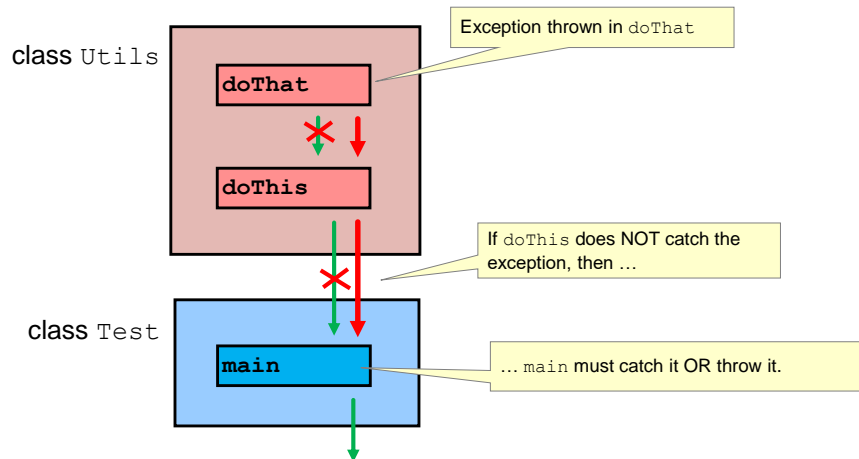 Exception thrown in doThat
class Utils
doThat
doThis
If doThis does NOT catch the
exception, then …
class Test
main
… main must catch it OR throw it.